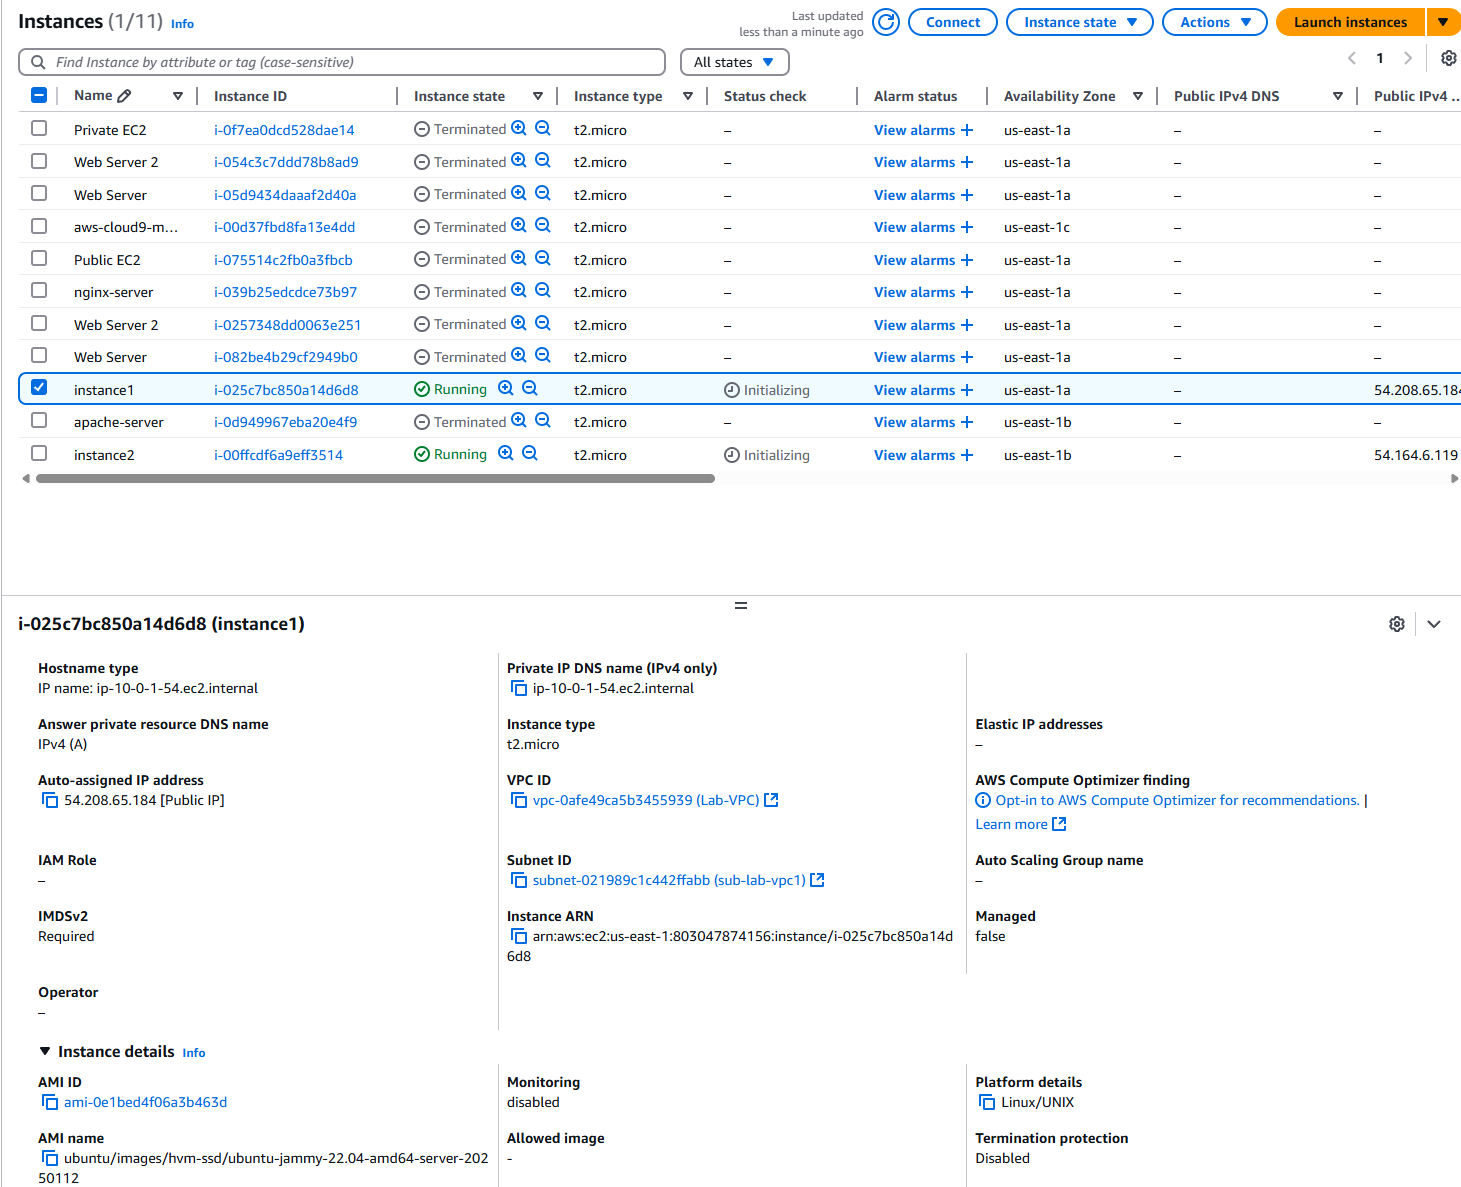 Instances (1/11) Info
Last updated
less than a minute ago
Connect
Instance state
Actions
Launch instances
Find Instance by attribute or tag (case-sensitive)
All states
1
Name Instance ID Instance state Instance type Status check Alarm status Availability Zone Public IPv4 DNS Public IPv4 ...
Private EC2 i-0f7ea0dcd528dae14 Terminated t2.micro – View alarms + us-east-1a – –
Web Server 2 i-054c3c7ddd78b8ad9 Terminated t2.micro – View alarms + us-east-1a – –
Web Server i-05d9434daaaf2d40a Terminated t2.micro – View alarms + us-east-1a – –
aws-cloud9-m... i-00d37fbd8fa13e4dd Terminated t2.micro – View alarms + us-east-1c – –
Public EC2 i-075514c2fb0a3fbcb Terminated t2.micro – View alarms + us-east-1a – –
nginx-server i-039b25edcdce73b97 Terminated t2.micro – View alarms + us-east-1a – –
Web Server 2 i-0257348dd0063e251 Terminated t2.micro – View alarms + us-east-1a – –
Web Server i-082be4b29cf2949b0 Terminated t2.micro – View alarms + us-east-1a – –
instance1 i-025c7bc850a14d6d8 Running t2.micro Initializing View alarms + us-east-1a – 54.208.65.184
apache-server i-0d949967eba20e4f9 Terminated t2.micro – View alarms + us-east-1b – –
instance2 i-00ffcdf6a9eff3514 Running t2.micro Initializing View alarms + us-east-1b – 54.164.6.119
i-025c7bc850a14d6d8 (instance1)
Hostname type
IP name: ip-10-0-1-54.ec2.internal
Private IP DNS name (IPv4 only)
ip-10-0-1-54.ec2.internal
Answer private resource DNS name
IPv4 (A)
Instance type
t2.micro
Elastic IP addresses
–
Auto-assigned IP address
54.208.65.184 [Public IP]
VPC ID
vpc-0afe49ca5b3455939 (Lab-VPC)
AWS Compute Optimizer finding
Opt-in to AWS Compute Optimizer for recommendations. |
Learn more
IAM Role
–
Subnet ID
subnet-021989c1c442ffabb (sub-lab-vpc1)
Auto Scaling Group name
–
IMDSv2
Required
Instance ARN
arn:aws:ec2:us-east-1:803047874156:instance/i-025c7bc850a14d
6d8
Managed
false
Operator
–
Instance details Info
AMI ID
ami-0e1bed4f06a3b463d
Monitoring
disabled
Platform details
Linux/UNIX
AMI name
ubuntu/images/hvm-ssd/ubuntu-jammy-22.04-amd64-server-202
50112
Allowed image
-
Termination protection
Disabled